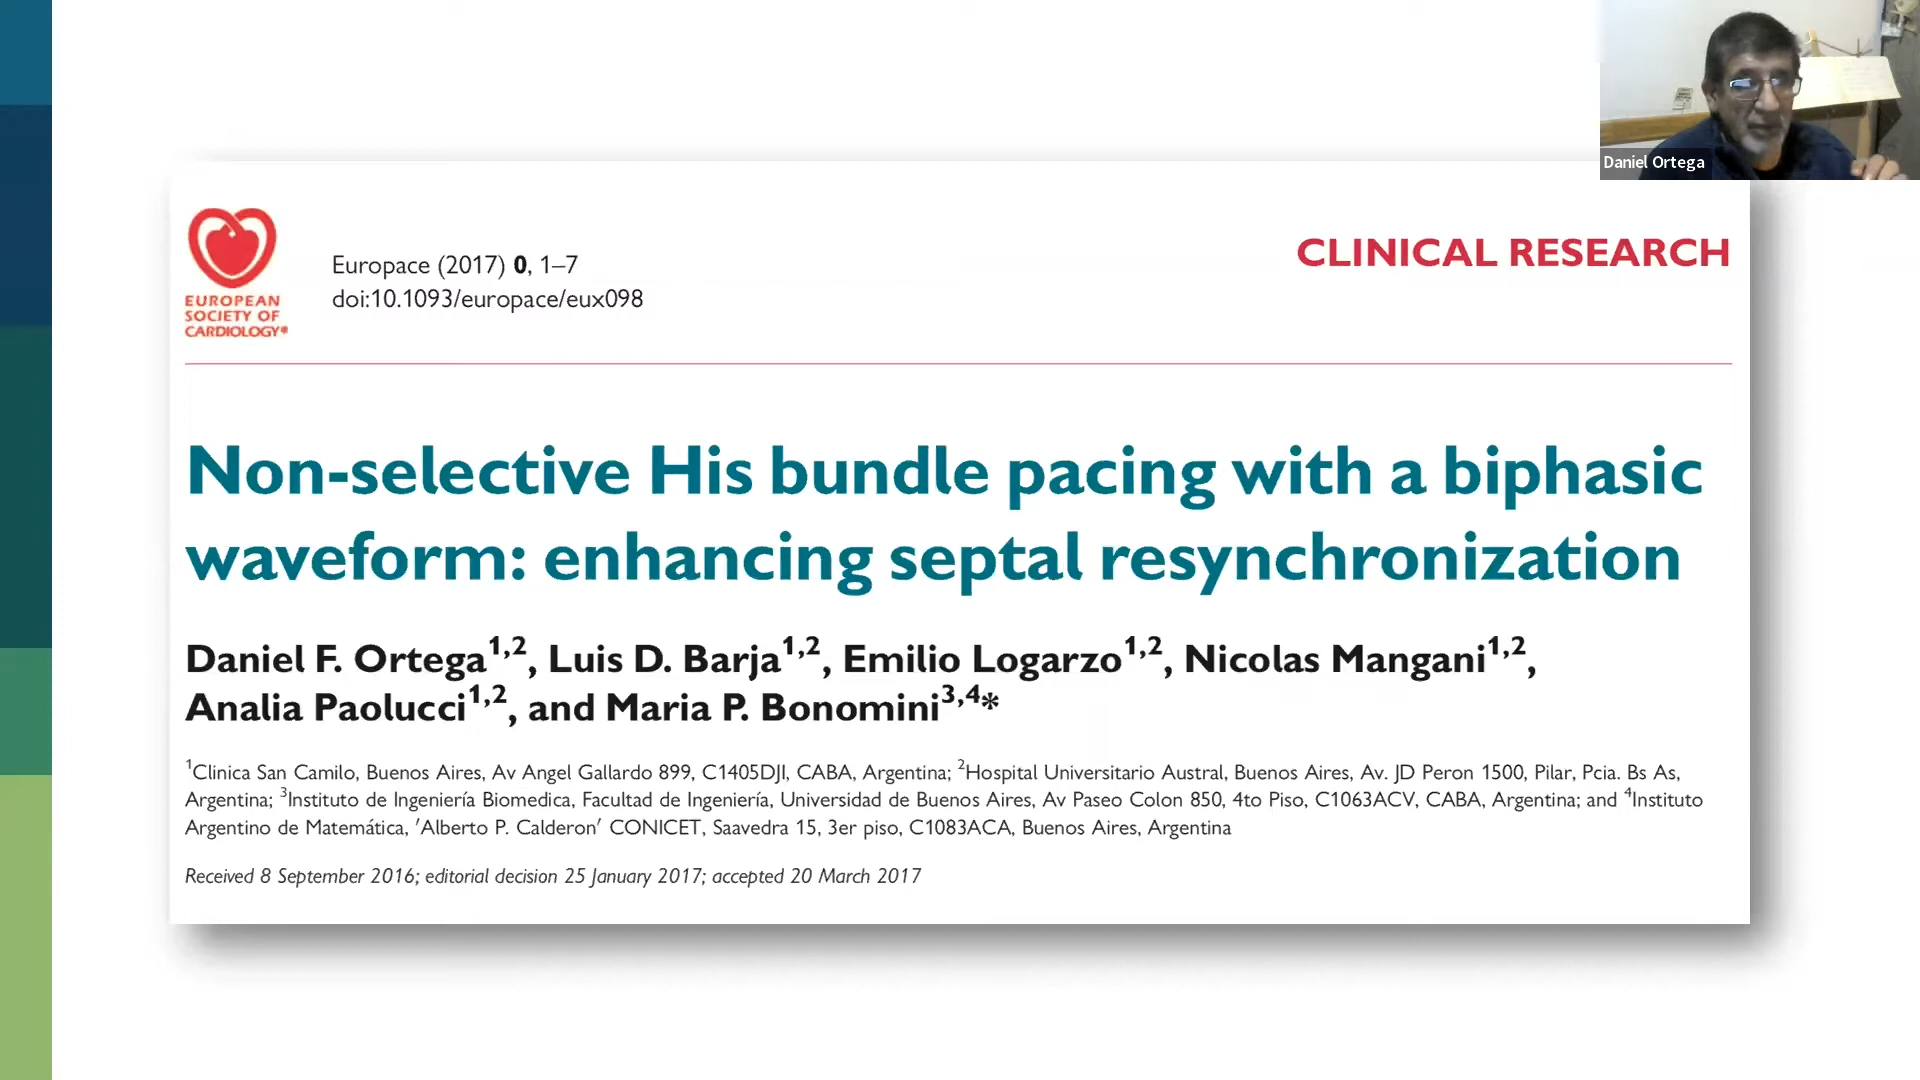 Daniel Ortega
EUROPEAN
SOCIETY OF
CARDIOLOGY®
Europace (2017) 0, 1–7
doi:10.1093/europace/eux098
CLINICAL RESEARCH
Non-selective His bundle pacing with a biphasic
waveform: enhancing septal resynchronization
Daniel F. Ortega1,2, Luis D. Barja1,2, Emilio Logarzo1,2, Nicolas Mangani1,2,
Analia Paolucci1,2, and Maria P. Bonomini3,4*
1Clinica San Camilo, Buenos Aires, Av Angel Gallardo 899, C1405DJI, CABA, Argentina; 2Hospital Universitario Austral, Buenos Aires, Av. JD Peron 1500, Pilar, Pcia. Bs As,
Argentina; 3Instituto de Ingeniería Biomedica, Facultad de Ingeniería, Universidad de Buenos Aires, Av Paseo Colon 850, 4to Piso, C1063ACV, CABA, Argentina; and 4Instituto
Argentino de Matemática, ′Alberto P. Calderon′ CONICET, Saavedra 15, 3er piso, C1083ACA, Buenos Aires, Argentina
Received 8 September 2016; editorial decision 25 January 2017; accepted 20 March 2017